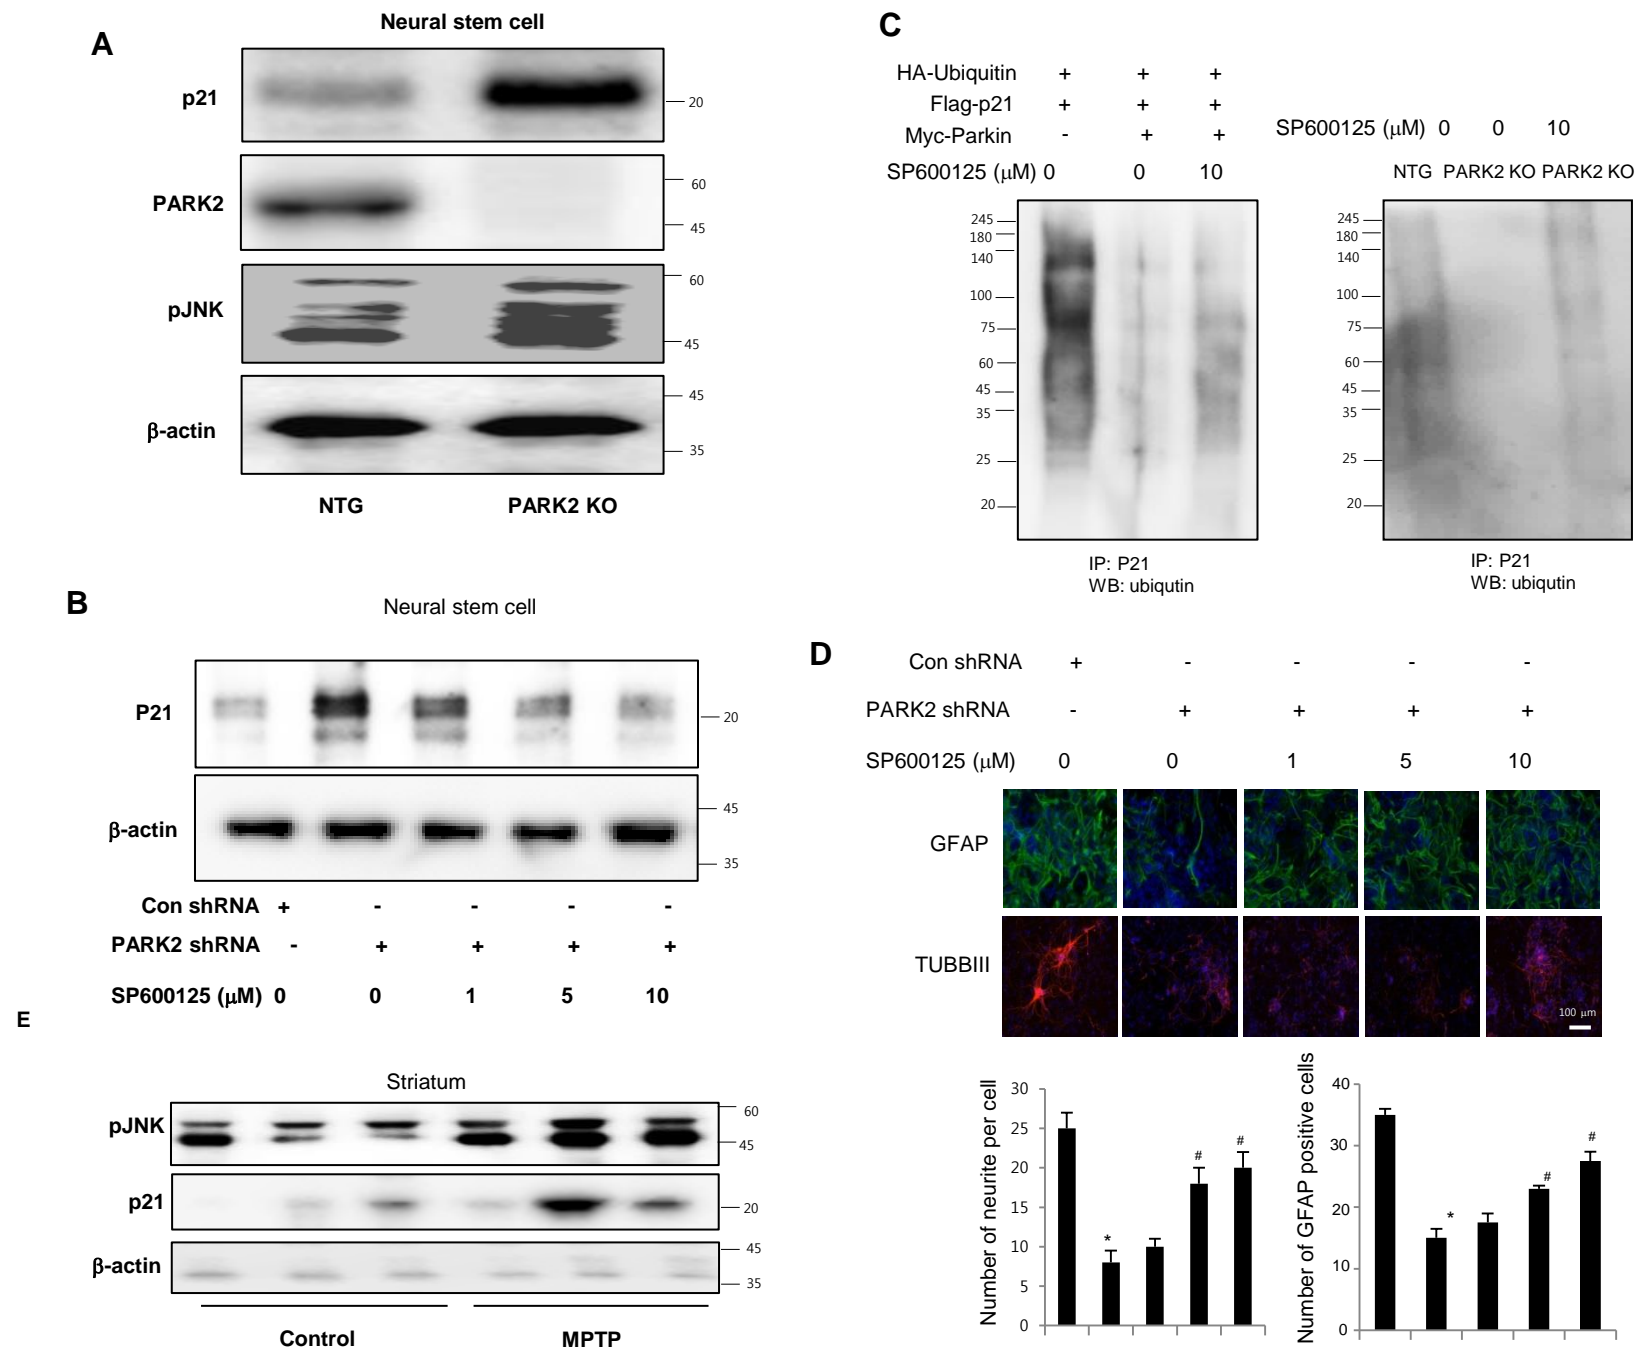 A
Neural stem cell
p21
20
PARK2
60
45
pJNK
60
45
β-actin
45
35
NTG PARK2 KO
B
Neural stem cell
P21
20
β-actin
45
35
Con shRNA + - - - -
PARK2 shRNA - + + + +
SP600125 (μM) 0 0 1 5 10
C
HA-Ubiquitin + + +
Flag-p21 + + +
Myc-Parkin - + +
SP600125 (μM) 0 0 10
245
180
140
100
75
60
45
35
25
20
IP: P21
WB: ubiqutin
SP600125 (μM) 0 0 10
NTG PARK2 KO PARK2 KO
245
180
140
100
75
60
45
35
25
20
IP: P21
WB: ubiqutin
D
Con shRNA + - - - -
PARK2 shRNA - + + + +
SP600125 (μM) 0 0 1 5 10
GFAP
TUBBIII
100 μm
Number of neurite per cell
30
25
20
15
10
5
0
* # #
Number of GFAP positive cells
40
30
20
10
0
* # #
E
Striatum
pJNK
60
45
p21
20
β-actin
45
35
Control MPTP